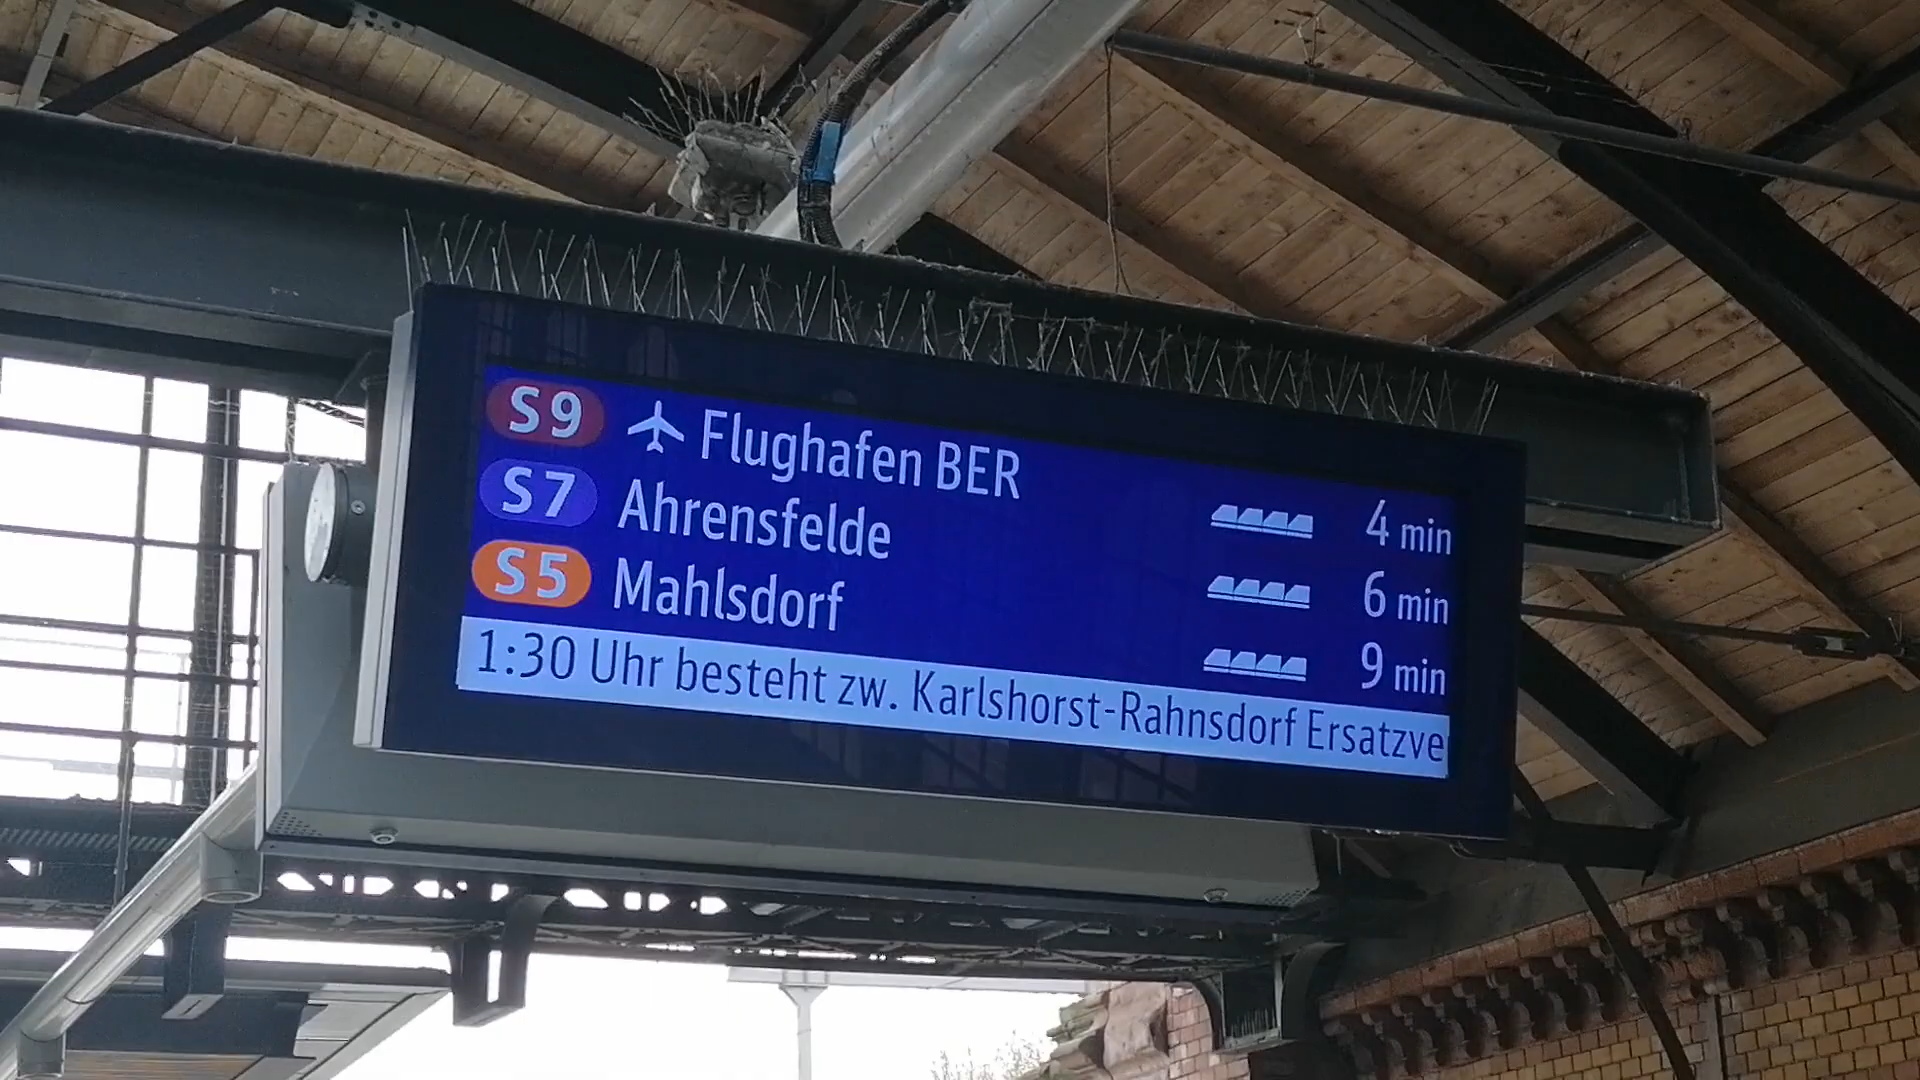 S9 Flughafen BER 4 min
S7 Ahrensfelde 6 min
S5 Mahlsdorf 9 min
1:30 Uhr besteht zw. Karlshorst-Rahnsdorf Ersatzve